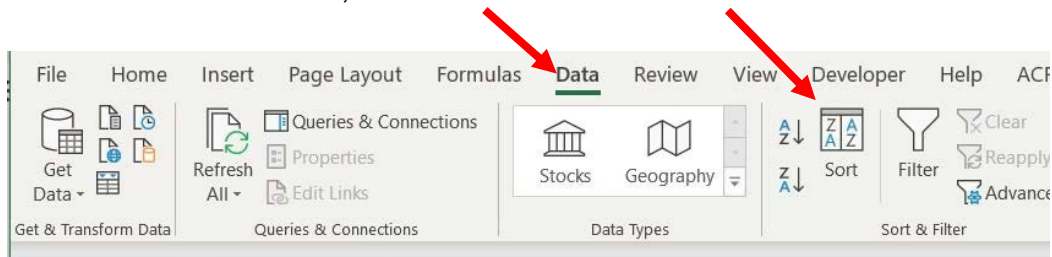 File Home Insert Page Layout Formulas Data Review View Developer Help ACR
Queries & Connections
Properties
Edit Links
Get
Data
Refresh
All
Stocks Geography
A
Z
Z
A
Z A
A Z
Sort
Filter
Clear
Reapply
Advance
Get & Transform Data Queries & Connections Data Types Sort & Filter